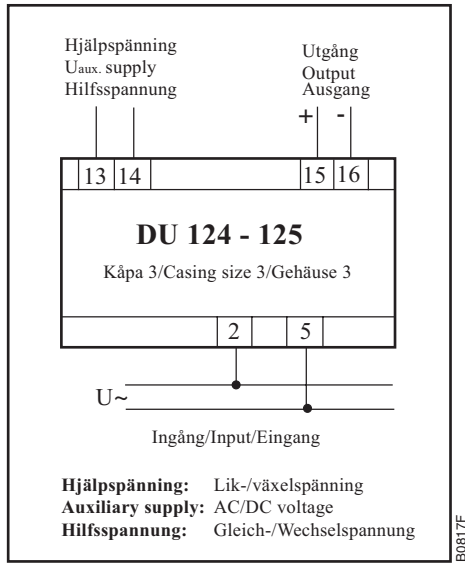 Hjälpspänning
Uaux. supply
Hilfsspannung
Utgång
Output
Ausgang
+ -
13 14 15 16
DU 124 - 125
Kåpa 3/Casing size 3/Gehäuse 3
2 5
U~
Ingång/Input/Eingang
Hjälpspänning: Lik-/växelspänning
Auxiliary supply: AC/DC voltage
Hilfsspannung: Gleich-/Wechselspannung
B0817F